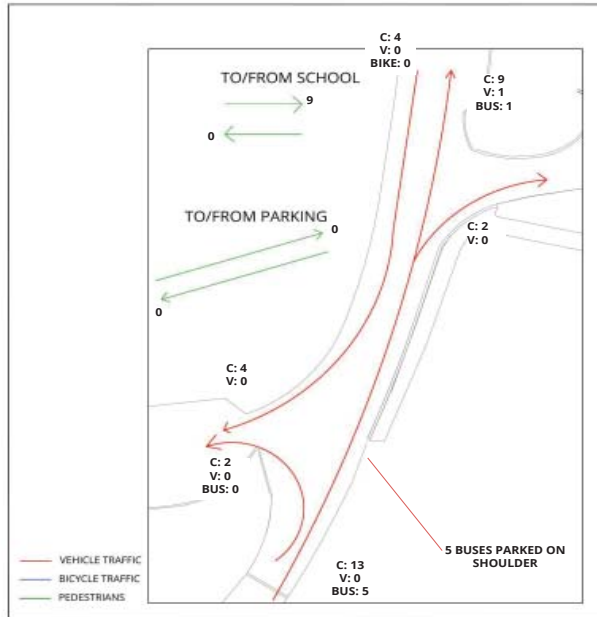 C: 4
V: 0
BIKE: 0
TO/FROM SCHOOL
9
0
C: 9
V: 1
BUS: 1
TO/FROM PARKING
0
0
C: 2
V: 0
C: 4
V: 0
C: 2
V: 0
BUS: 0
5 BUSES PARKED ON
SHOULDER
C: 13
V: 0
BUS: 5
VEHICLE TRAFFIC
BICYCLE TRAFFIC
PEDESTRIANS